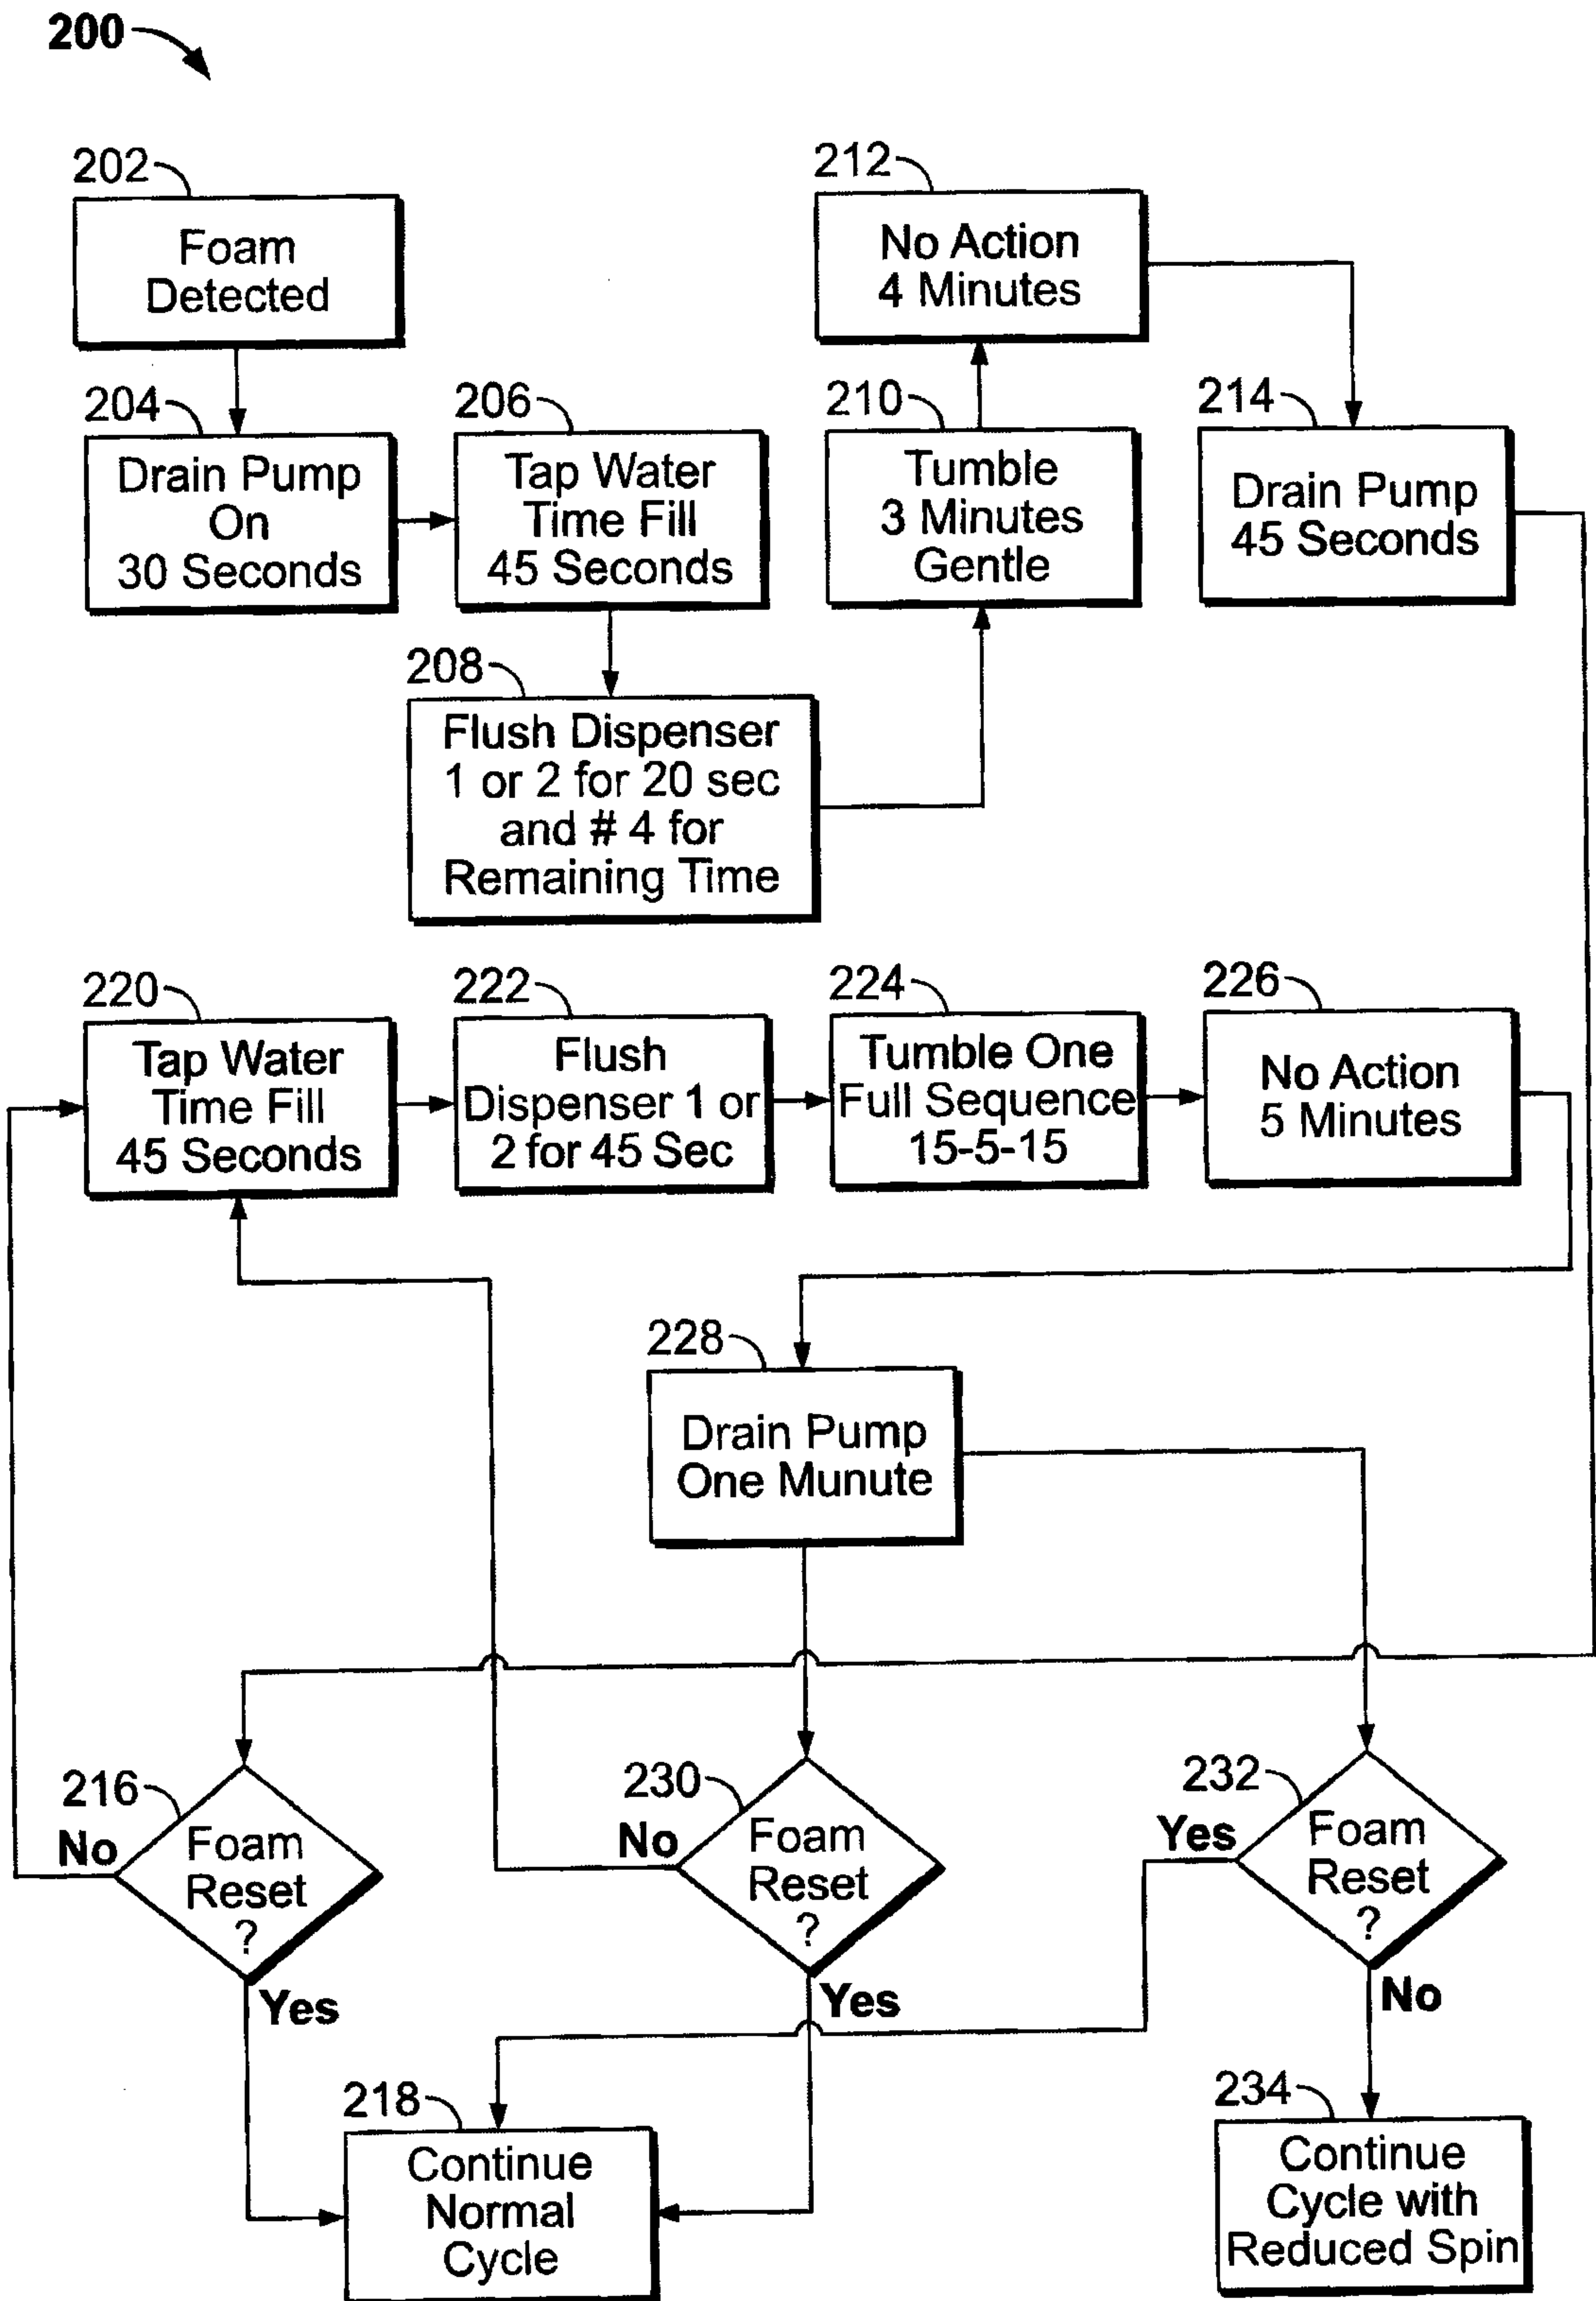 200
202
Foam
Detected
204
Drain Pump
On
30 Seconds
206
Tap Water
Time Fill
45 Seconds
208
Flush Dispenser
1 or 2 for 20 sec
and # 4 for
Remaining Time
210
Tumble
3 Minutes
Gentle
212
No Action
4 Minutes
214
Drain Pump
45 Seconds
220
Tap Water
Time Fill
45 Seconds
222
Flush
Dispenser 1 or
2 for 45 Sec
224
Tumble One
Full Sequence
15-5-15
226
No Action
5 Minutes
228
Drain Pump
One Munute
216
No
Foam
Reset
?
Yes
230
No
Foam
Reset
?
Yes
232
Yes
Foam
Reset
?
No
218
Continue
Normal
Cycle
234
Continue
Cycle with
Reduced Spin